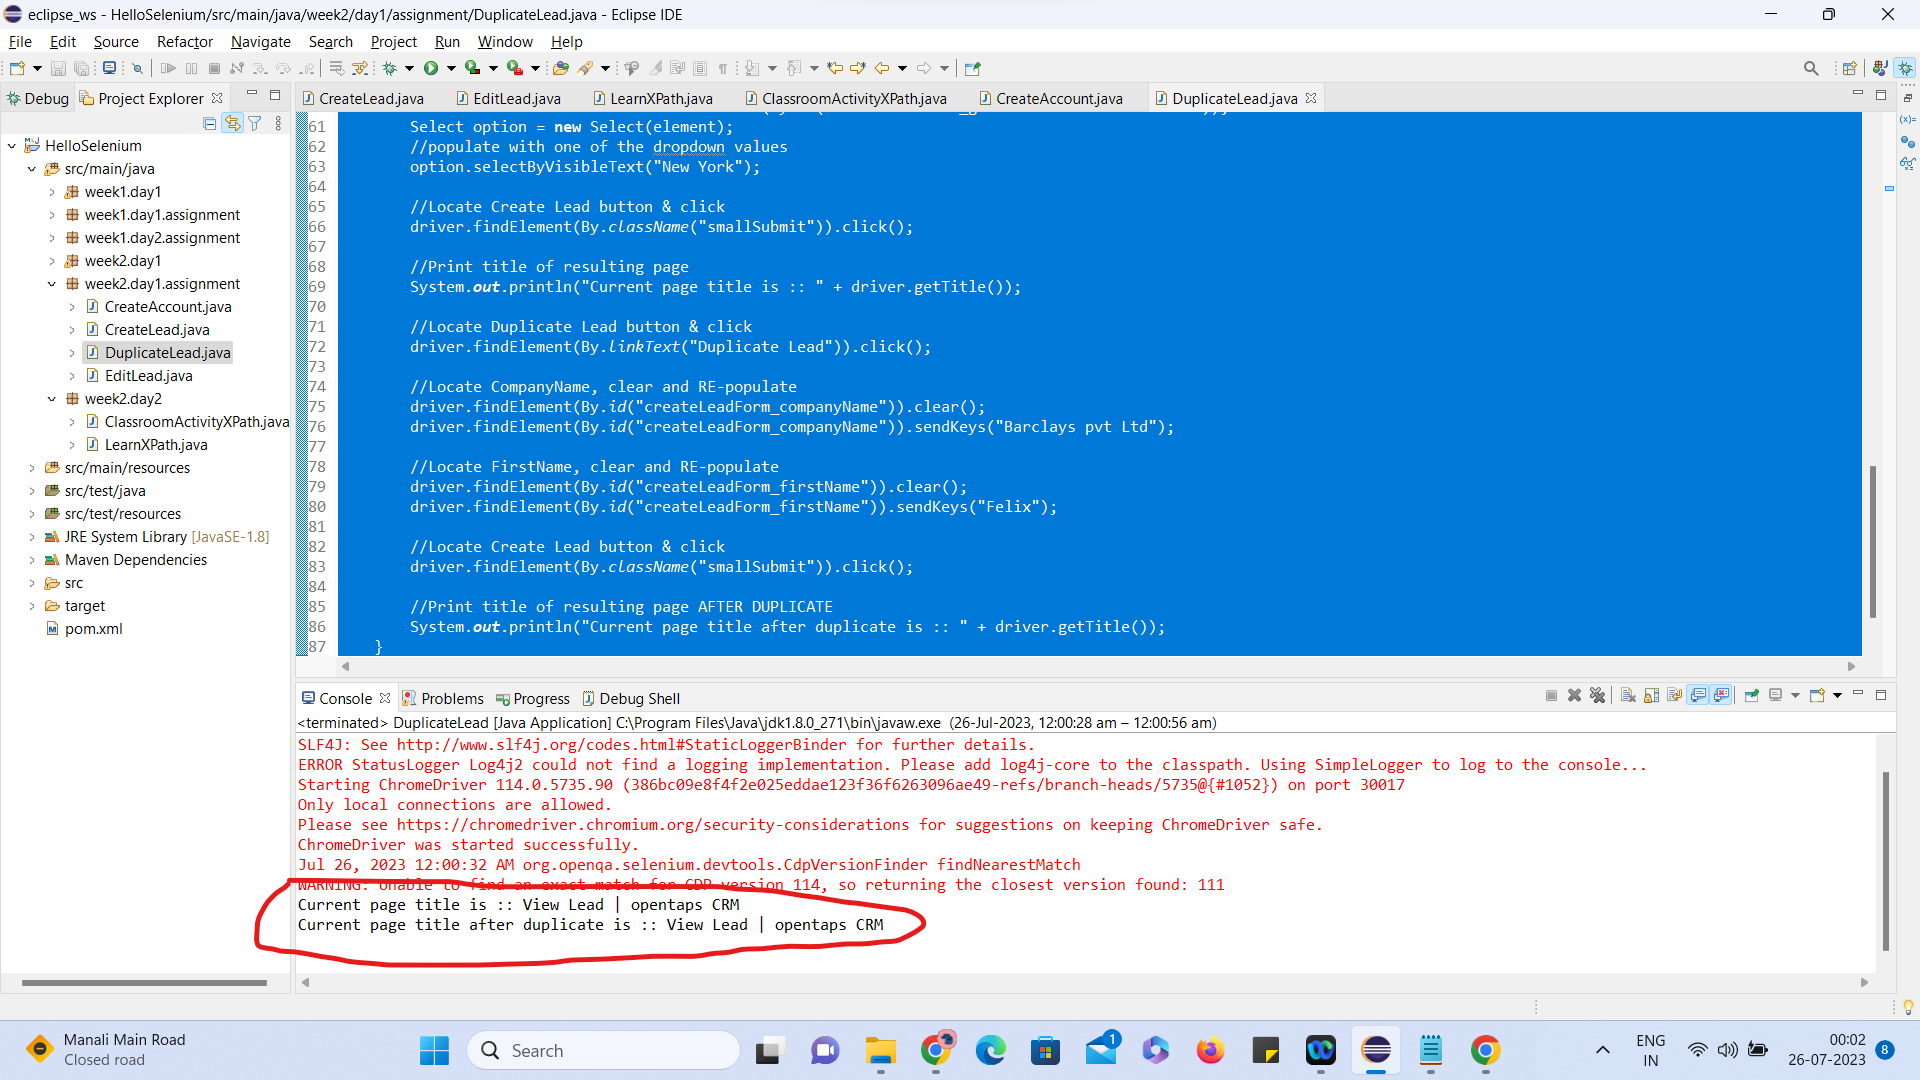 eclipse_ws - HelloSelenium/src/main/java/week2/day1/assignment/DuplicateLead.java - Eclipse IDE
File Edit Source Refactor Navigate Search Project Run Window Help
Debug Project Explorer
HelloSelenium
src/main/java
week1.day1
week1.day1.assignment
week1.day2.assignment
week2.day1
week2.day1.assignment
CreateAccount.java
CreateLead.java
DuplicateLead.java
EditLead.java
week2.day2
ClassroomActivityXPath.java
LearnXPath.java
src/main/resources
src/test/java
src/test/resources
JRE System Library [JavaSE-1.8]
Maven Dependencies
src
target
pom.xml
CreateLead.java EditLead.java LearnXPath.java ClassroomActivityXPath.java CreateAccount.java DuplicateLead.java
61 Select option = new Select(element);
62 //populate with one of the dropdown values
63 option.selectByVisibleText("New York");
64
65 //Locate Create Lead button & click
66 driver.findElement(By.className("smallSubmit")).click();
67
68 //Print title of resulting page
69 System.out.println("Current page title is :: " + driver.getTitle());
70
71 //Locate Duplicate Lead button & click
72 driver.findElement(By.linkText("Duplicate Lead")).click();
73
74 //Locate CompanyName, clear and RE-populate
75 driver.findElement(By.id("createLeadForm_companyName")).clear();
76 driver.findElement(By.id("createLeadForm_companyName")).sendKeys("Barclays pvt Ltd");
77
78 //Locate FirstName, clear and RE-populate
79 driver.findElement(By.id("createLeadForm_firstName")).clear();
80 driver.findElement(By.id("createLeadForm_firstName")).sendKeys("Felix");
81
82 //Locate Create Lead button & click
83 driver.findElement(By.className("smallSubmit")).click();
84
85 //Print title of resulting page AFTER DUPLICATE
86 System.out.println("Current page title after duplicate is :: " + driver.getTitle());
87 }
Console Problems Progress Debug Shell
<terminated> DuplicateLead [Java Application] C:\Program Files\Java\jdk1.8.0_271\bin\javaw.exe (26-Jul-2023, 12:00:28 am – 12:00:56 am)
SLF4J: See http://www.slf4j.org/codes.html#StaticLoggerBinder for further details.
ERROR StatusLogger Log4j2 could not find a logging implementation. Please add log4j-core to the classpath. Using SimpleLogger to log to the console...
Starting ChromeDriver 114.0.5735.90 (386bc09e8f4f2e025eddae123f36f6263096ae49-refs/branch-heads/5735@{#1052}) on port 30017
Only local connections are allowed.
Please see https://chromedriver.chromium.org/security-considerations for suggestions on keeping ChromeDriver safe.
ChromeDriver was started successfully.
Jul 26, 2023 12:00:32 AM org.openqa.selenium.devtools.CdpVersionFinder findNearestMatch
WARNING: Unable to find an exact match for CDP version 114, so returning the closest version found: 111
Current page title is :: View Lead | opentaps CRM
Current page title after duplicate is :: View Lead | opentaps CRM
Manali Main Road
Closed road
Search
1
ENG
IN
00:02
26-07-2023
8